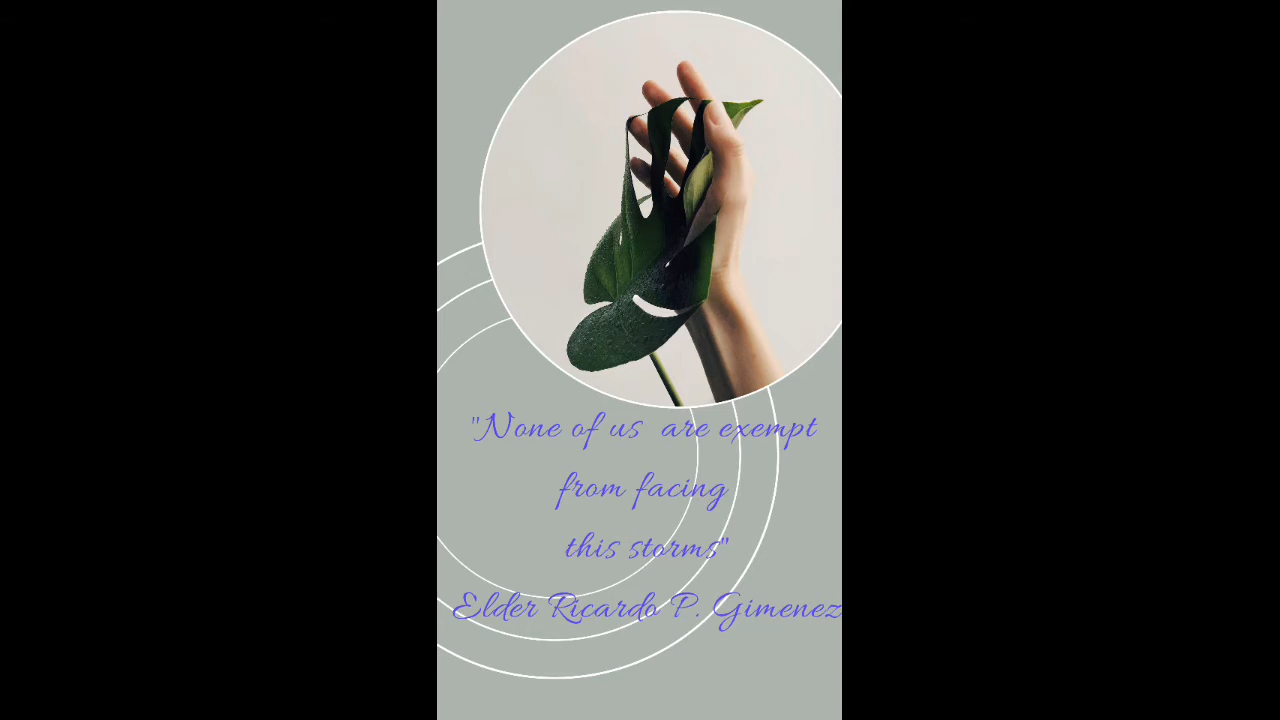 "None of us are exempt
from facing
this storms"
Elder Ricardo P. Gimenez